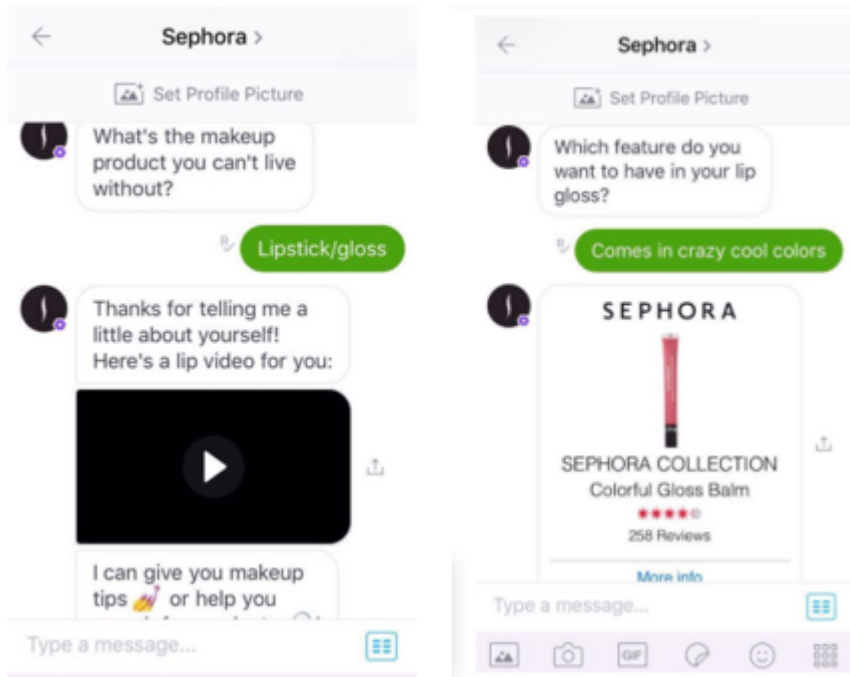 Sephora >
Set Profile Picture
What's the makeup
product you can't live
without?
Lipstick/gloss
Thanks for telling me a
little about yourself!
Here's a lip video for you:
I can give you makeup
tips 💅 or help you
Type a message...
Sephora >
Set Profile Picture
Which feature do you
want to have in your lip
gloss?
Comes in crazy cool colors
SEPHORA
SEPHORA COLLECTION
Colorful Gloss Balm
258 Reviews
More info
Type a message...
GIF